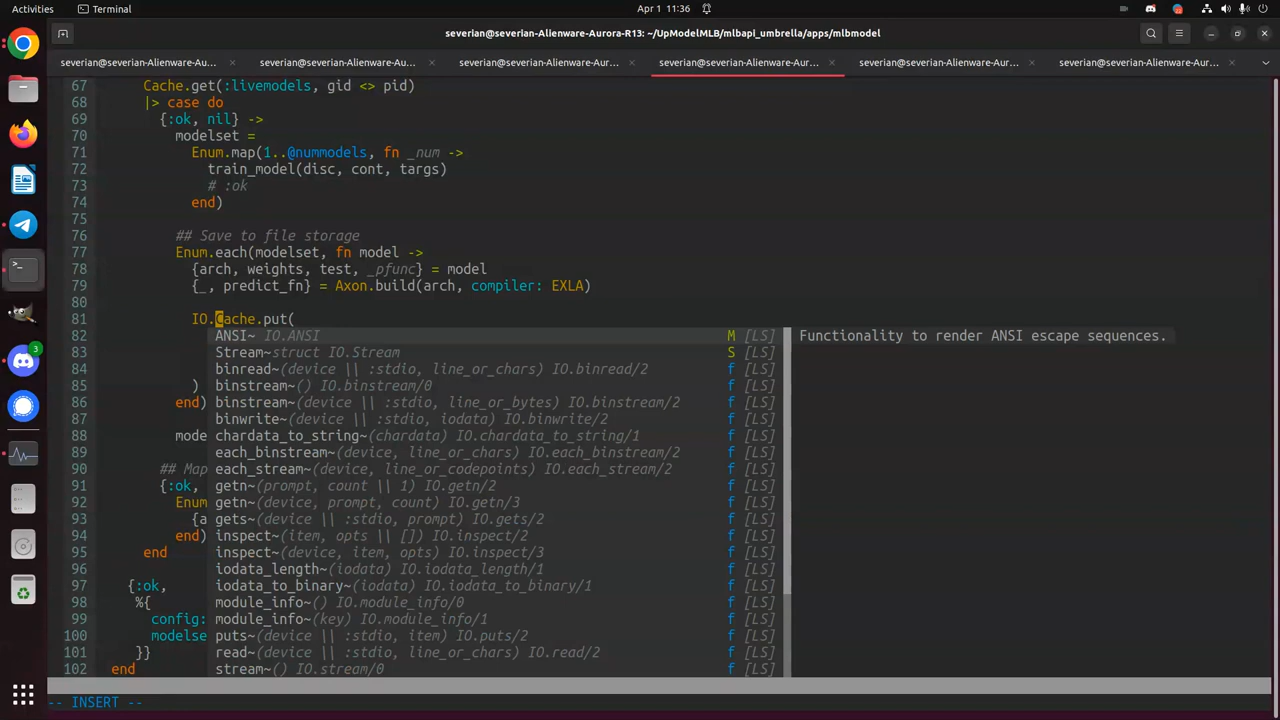 Activities
Apr 1 11:36
severian@severian-Alienware-Aurora-R13: ~/UpModelMLB/mlbapi_umbrella/apps/mlbmodel
severian@severian-Alienware-Aur... × severian@severian-Alienware-Aur... × severian@severian-Alienware-Aur... × severian@severian-Alienware-Aur... × severian@severian-Alienware-Aur... × severian@severian-Alienware-Aur... ×
67 Cache.get(:livemodels, gid <> pid)
68 |> case do
69 {:ok, nil} ->
70 modelset =
71 Enum.map(1..@nummodels, fn _num ->
72 train_model(disc, cont, targs)
73 # :ok
74 end)
75
76 ## Save to file storage
77 Enum.each(modelset, fn model ->
78 {arch, weights, test, _pfunc} = model
79 {_, predict_fn} = Axon.build(arch, compiler: EXLA)
80
81 IO.Cache.put(
82 ANSI~ IO.ANSI M [LS] Functionality to render ANSI escape sequences.
83 Stream~struct IO.Stream S [LS]
84 binread~(device \\ :stdio, line_or_chars) IO.binread/2 f [LS]
85 ) binstream~() IO.binstream/0 f [LS]
86 end) binstream~(device \\ :stdio, line_or_bytes) IO.binstream/2 f [LS]
87 binwrite~(device \\ :stdio, iodata) IO.binwrite/2 f [LS]
88 mode chardata_to_string~(chardata) IO.chardata_to_string/1 f [LS]
89 each_binstream~(device, line_or_chars) IO.each_binstream/2 f [LS]
90 ## Map each_stream~(device, line_or_codepoints) IO.each_stream/2 f [LS]
91 {:ok, getn~(prompt, count \\ 1) IO.getn/2 f [LS]
92 Enum getn~(device, prompt, count) IO.getn/3 f [LS]
93 {a gets~(device \\ :stdio, prompt) IO.gets/2 f [LS]
94 end) inspect~(item, opts \\ []) IO.inspect/2 f [LS]
95 end inspect~(device, item, opts) IO.inspect/3 f [LS]
96 iodata_length~(iodata) IO.iodata_length/1 f [LS]
97 {:ok, iodata_to_binary~(iodata) IO.iodata_to_binary/1 f [LS]
98 %{ module_info~() IO.module_info/0 f [LS]
99 config: module_info~(key) IO.module_info/1 f [LS]
100 modelse puts~(device \\ :stdio, item) IO.puts/2 f [LS]
101 }} read~(device \\ :stdio, line_or_chars) IO.read/2 f [LS]
102 end stream~() IO.stream/0 f [LS]
-- INSERT --
3